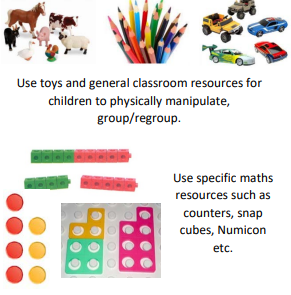 Use toys and general classroom resources for
children to physically manipulate,
group/regroup.
Use specific maths
resources such as
counters, snap
cubes, Numicon
etc.